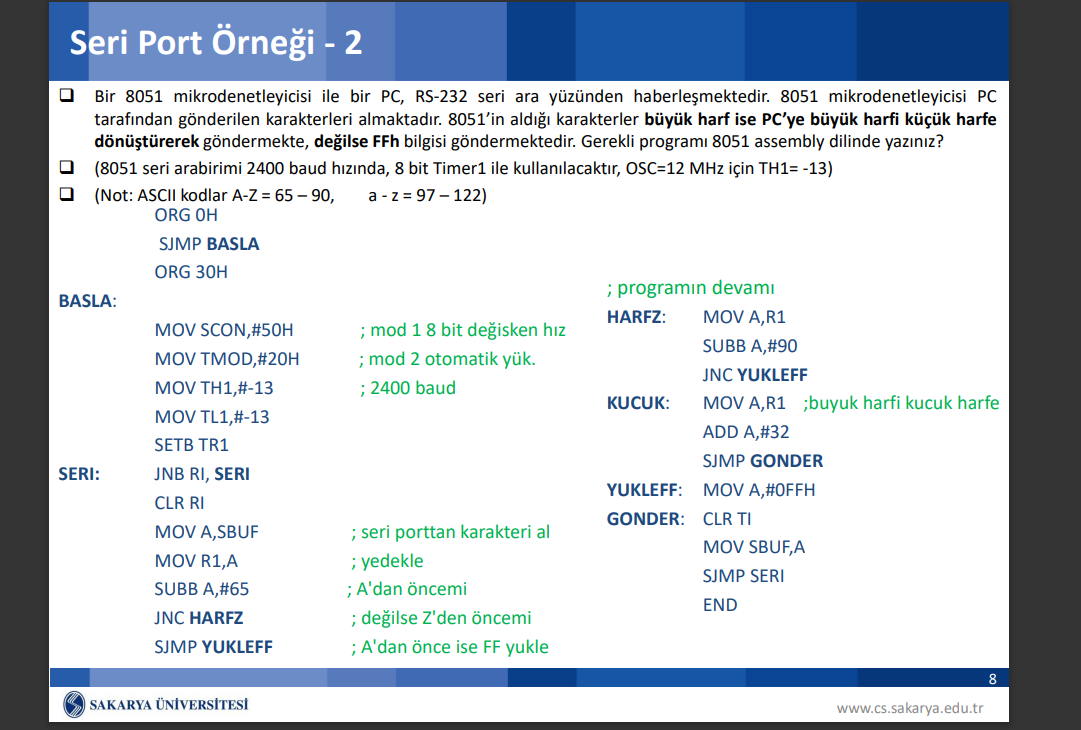 Seri Port Örneği - 2
❑ Bir 8051 mikrodenetleyicisi ile bir PC, RS-232 seri ara yüzünden haberleşmektedir. 8051 mikrodenetleyicisi PC
tarafından gönderilen karakterleri almaktadır. 8051'in aldığı karakterler büyük harf ise PC'ye büyük harfi küçük harfe
dönüştürerek göndermekte, değilse FFh bilgisi göndermektedir. Gerekli programı 8051 assembly dilinde yazınız?
❑ (8051 seri arabirimi 2400 baud hızında, 8 bit Timer1 ile kullanılacaktır, OSC=12 MHz için TH1= -13)
❑ (Not: ASCII kodlar A-Z = 65 – 90, a - z = 97 – 122)
ORG 0H
SJMP BASLA
ORG 30H
BASLA:
MOV SCON,#50H ; mod 1 8 bit değisken hız
MOV TMOD,#20H ; mod 2 otomatik yük.
MOV TH1,#-13 ; 2400 baud
MOV TL1,#-13
SETB TR1
SERI: JNB RI, SERI
CLR RI
MOV A,SBUF ; seri porttan karakteri al
MOV R1,A ; yedekle
SUBB A,#65 ; A'dan öncemi
JNC HARFZ ; değilse Z'den öncemi
SJMP YUKLEFF ; A'dan önce ise FF yukle
; programın devamı
HARFZ: MOV A,R1
SUBB A,#90
JNC YUKLEFF
KUCUK: MOV A,R1 ;buyuk harfi kucuk harfe
ADD A,#32
SJMP GONDER
YUKLEFF: MOV A,#0FFH
GONDER: CLR TI
MOV SBUF,A
SJMP SERI
END
8
SAKARYA ÜNİVERSİTESİ
www.cs.sakarya.edu.tr